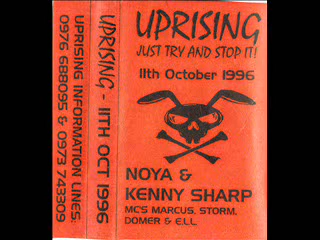 UPRISING INFORMATION LINES:
0976 688095 & 0973 743309
UPRISING - 11TH OCT 1996
UPRISING
JUST TRY AND STOP IT!
11th October 1996
NOYA &
KENNY SHARP
MC'S MARCUS, STORM,
DOMER & E.L.L.